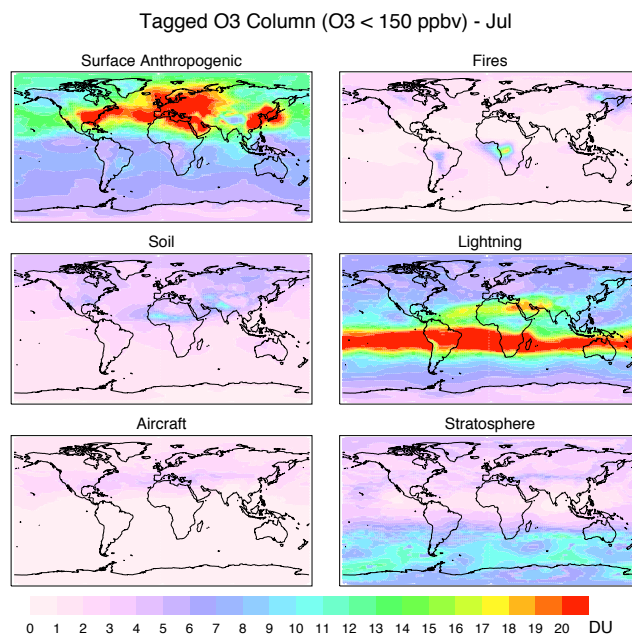 Tagged O3 Column (O3 < 150 ppbv) - Jul
Surface Anthropogenic
Fires
Soil
Lightning
Aircraft
Stratosphere
0 1 2 3 4 5 6 7 8 9 10 11 12 13 14 15 16 17 18 19 20 DU